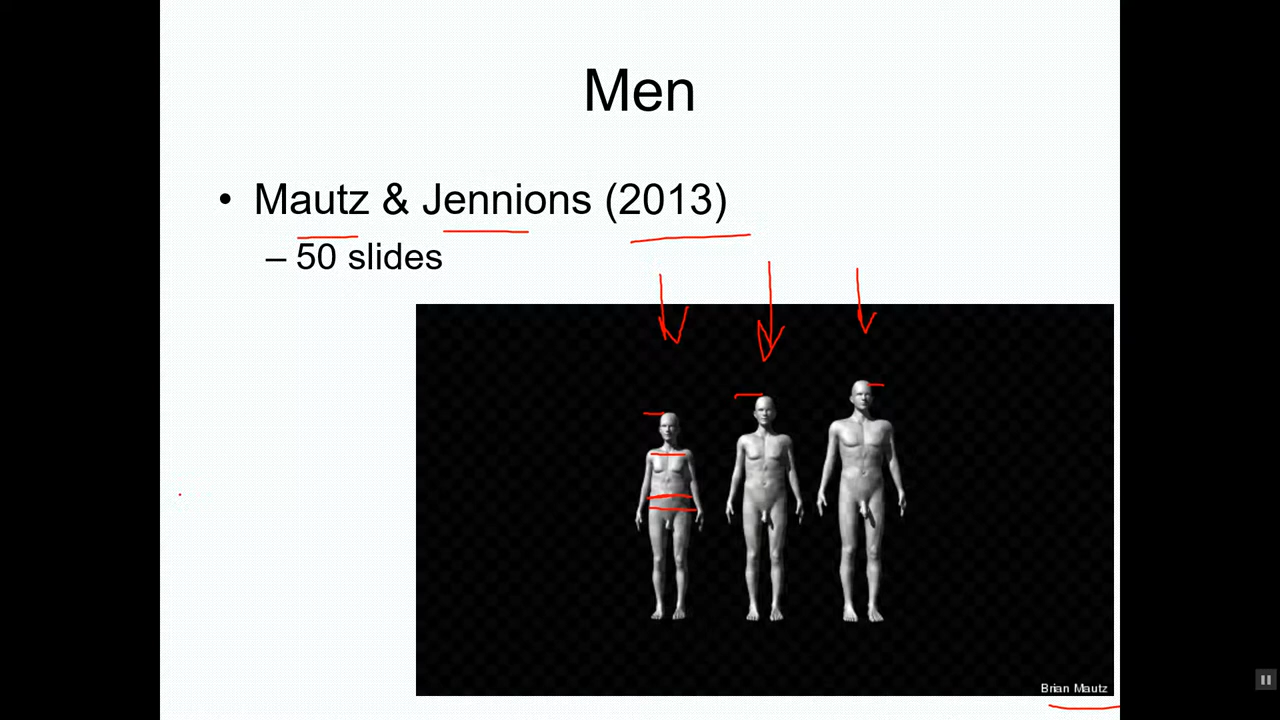 Men
• Mautz & Jennions (2013)
– 50 slides
Brian Mautz